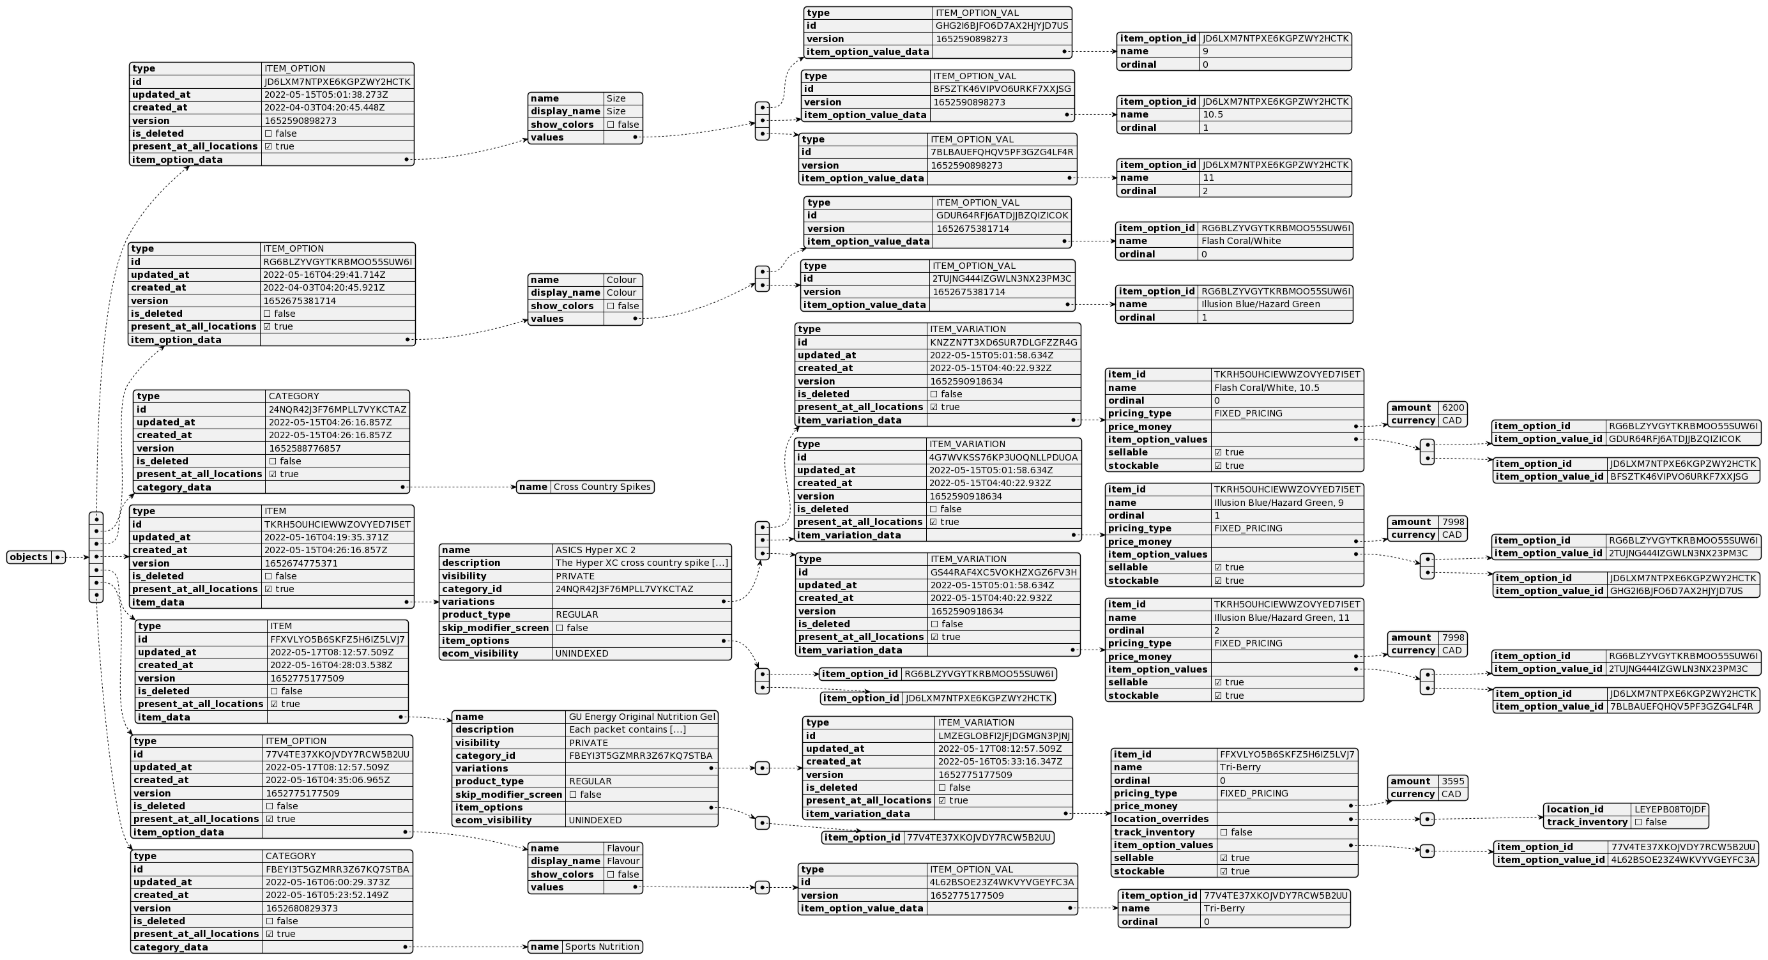 objects
type ITEM_OPTION
id JD6LXM7NTPXE6KGPZWY2HCTK
updated_at 2022-05-15T05:01:38.273Z
created_at 2022-04-03T04:20:45.448Z
version 1652590898273
is_deleted ☐ false
present_at_all_locations ☑ true
item_option_data
name Size
display_name Size
show_colors ☐ false
values
type ITEM_OPTION_VAL
id GHG2I6BJFO6D7AX2HJYJD7US
version 1652590898273
item_option_value_data
item_option_id JD6LXM7NTPXE6KGPZWY2HCTK
name 9
ordinal 0
type ITEM_OPTION_VAL
id BFSZTK46VIPVO6URKF7XXJSG
version 1652590898273
item_option_value_data
item_option_id JD6LXM7NTPXE6KGPZWY2HCTK
name 10.5
ordinal 1
type ITEM_OPTION_VAL
id 7BLBAUEFQHQV5PF3GZG4LF4R
version 1652590898273
item_option_value_data
item_option_id JD6LXM7NTPXE6KGPZWY2HCTK
name 11
ordinal 2
type ITEM_OPTION
id RG6BLZYVGYTKRBMOO55SUW6I
updated_at 2022-05-16T04:29:41.714Z
created_at 2022-04-03T04:20:45.921Z
version 1652675381714
is_deleted ☐ false
present_at_all_locations ☑ true
item_option_data
name Colour
display_name Colour
show_colors ☐ false
values
type ITEM_OPTION_VAL
id GDUR64RFJ6ATDJJBZQIZICOK
version 1652675381714
item_option_value_data
item_option_id RG6BLZYVGYTKRBMOO55SUW6I
name Flash Coral/White
ordinal 0
type ITEM_OPTION_VAL
id 2TUJNG444IZGWLN3NX23PM3C
version 1652675381714
item_option_value_data
item_option_id RG6BLZYVGYTKRBMOO55SUW6I
name Illusion Blue/Hazard Green
ordinal 1
type CATEGORY
id 24NQR42J3F76MPLL7VYKCTAZ
updated_at 2022-05-15T04:26:16.857Z
created_at 2022-05-15T04:26:16.857Z
version 1652588776857
is_deleted ☐ false
present_at_all_locations ☑ true
category_data
name Cross Country Spikes
type ITEM
id TKRH5OUHCIEWWZOVYED7I5ET
updated_at 2022-05-16T04:19:35.371Z
created_at 2022-05-15T04:26:16.857Z
version 1652674775371
is_deleted ☐ false
present_at_all_locations ☑ true
item_data
name ASICS Hyper XC 2
description The Hyper XC cross country spike [...]
visibility PRIVATE
category_id 24NQR42J3F76MPLL7VYKCTAZ
variations
product_type REGULAR
skip_modifier_screen ☐ false
item_options
ecom_visibility UNINDEXED
type ITEM_VARIATION
id KNZZN7T3XD6SUR7DLGFZZR4G
updated_at 2022-05-15T05:01:58.634Z
created_at 2022-05-15T04:40:22.932Z
version 1652590918634
is_deleted ☐ false
present_at_all_locations ☑ true
item_variation_data
item_id TKRH5OUHCIEWWZOVYED7I5ET
name Flash Coral/White, 10.5
ordinal 0
pricing_type FIXED_PRICING
price_money
item_option_values
sellable ☑ true
stockable ☑ true
amount 6200
currency CAD
item_option_id RG6BLZYVGYTKRBMOO55SUW6I
item_option_value_id GDUR64RFJ6ATDJJBZQIZICOK
item_option_id JD6LXM7NTPXE6KGPZWY2HCTK
item_option_value_id BFSZTK46VIPVO6URKF7XXJSG
type ITEM_VARIATION
id 4G7WVKSS76KP3UOQNLLPDUOA
updated_at 2022-05-15T05:01:58.634Z
created_at 2022-05-15T04:40:22.932Z
version 1652590918634
is_deleted ☐ false
present_at_all_locations ☑ true
item_variation_data
item_id TKRH5OUHCIEWWZOVYED7I5ET
name Illusion Blue/Hazard Green, 9
ordinal 1
pricing_type FIXED_PRICING
price_money
item_option_values
sellable ☑ true
stockable ☑ true
amount 7998
currency CAD
item_option_id RG6BLZYVGYTKRBMOO55SUW6I
item_option_value_id 2TUJNG444IZGWLN3NX23PM3C
item_option_id JD6LXM7NTPXE6KGPZWY2HCTK
item_option_value_id GHG2I6BJFO6D7AX2HJYJD7US
type ITEM_VARIATION
id GS44RAF4XC5VOKHZXGZ6FV3H
updated_at 2022-05-15T05:01:58.634Z
created_at 2022-05-15T04:40:22.932Z
version 1652590918634
is_deleted ☐ false
present_at_all_locations ☑ true
item_variation_data
item_id TKRH5OUHCIEWWZOVYED7I5ET
name Illusion Blue/Hazard Green, 11
ordinal 2
pricing_type FIXED_PRICING
price_money
item_option_values
sellable ☑ true
stockable ☑ true
amount 7998
currency CAD
item_option_id RG6BLZYVGYTKRBMOO55SUW6I
item_option_value_id 2TUJNG444IZGWLN3NX23PM3C
item_option_id JD6LXM7NTPXE6KGPZWY2HCTK
item_option_value_id 7BLBAUEFQHQV5PF3GZG4LF4R
item_option_id RG6BLZYVGYTKRBMOO55SUW6I
item_option_id JD6LXM7NTPXE6KGPZWY2HCTK
type ITEM
id FFXVLYO5B6SKFZ5H6IZ5LVJ7
updated_at 2022-05-17T08:12:57.509Z
created_at 2022-05-16T04:28:03.538Z
version 1652775177509
is_deleted ☐ false
present_at_all_locations ☑ true
item_data
name GU Energy Original Nutrition Gel
description Each packet contains [...]
visibility PRIVATE
category_id FBEYI3T5GZMRR3Z67KQ7STBA
variations
product_type REGULAR
skip_modifier_screen ☐ false
item_options
ecom_visibility UNINDEXED
type ITEM_VARIATION
id LMZEGLOBFI2JFJDGMGN3PJNJ
updated_at 2022-05-17T08:12:57.509Z
created_at 2022-05-16T05:33:16.347Z
version 1652775177509
is_deleted ☐ false
present_at_all_locations ☑ true
item_variation_data
item_id FFXVLYO5B6SKFZ5H6IZ5LVJ7
name Tri-Berry
ordinal 0
pricing_type FIXED_PRICING
price_money
location_overrides
track_inventory ☐ false
item_option_values
sellable ☑ true
stockable ☑ true
amount 3595
currency CAD
location_id LEYEPB08T0JDF
track_inventory ☐ false
item_option_id 77V4TE37XKOJVDY7RCW5B2UU
item_option_value_id 4L62BSOE23Z4WKVYVGEYFC3A
item_option_id 77V4TE37XKOJVDY7RCW5B2UU
type ITEM_OPTION
id 77V4TE37XKOJVDY7RCW5B2UU
updated_at 2022-05-17T08:12:57.509Z
created_at 2022-05-16T04:35:06.965Z
version 1652775177509
is_deleted ☐ false
present_at_all_locations ☑ true
item_option_data
name Flavour
display_name Flavour
show_colors ☐ false
values
type ITEM_OPTION_VAL
id 4L62BSOE23Z4WKVYVGEYFC3A
version 1652775177509
item_option_value_data
item_option_id 77V4TE37XKOJVDY7RCW5B2UU
name Tri-Berry
ordinal 0
type CATEGORY
id FBEYI3T5GZMRR3Z67KQ7STBA
updated_at 2022-05-16T06:00:29.373Z
created_at 2022-05-16T05:23:52.149Z
version 1652680829373
is_deleted ☐ false
present_at_all_locations ☑ true
category_data
name Sports Nutrition